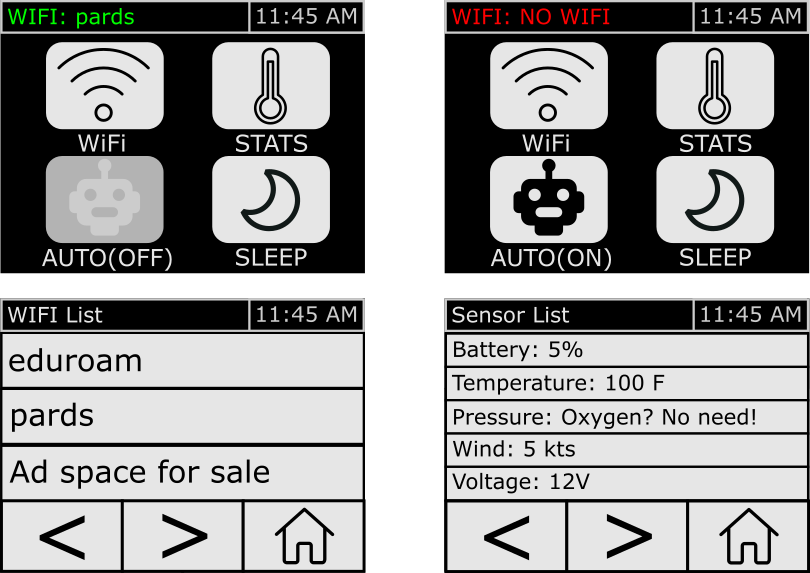 WIFI: pards 11:45 AM
WiFi STATS
AUTO(OFF) SLEEP
WIFI: NO WIFI 11:45 AM
WiFi STATS
AUTO(ON) SLEEP
WIFI List 11:45 AM
eduroam
pards
Ad space for sale
< >
Sensor List 11:45 AM
Battery: 5%
Temperature: 100 F
Pressure: Oxygen? No need!
Wind: 5 kts
Voltage: 12V
< >